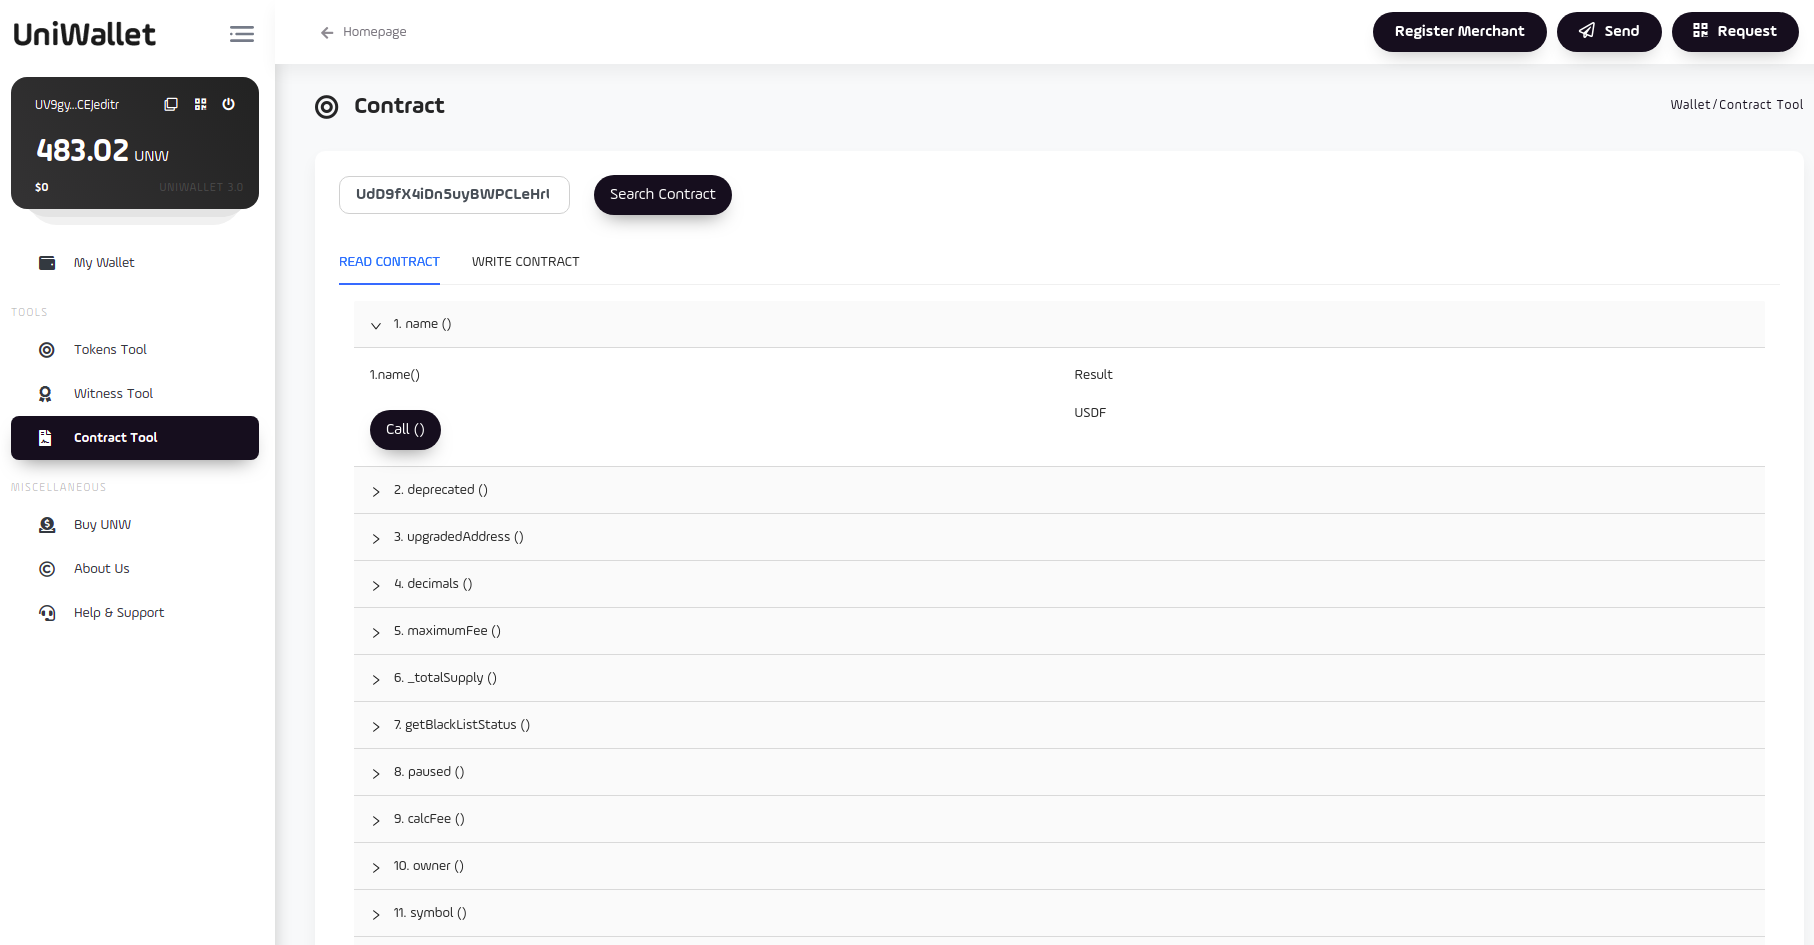 UniWallet
Homepage
Register Merchant
Send
Request
UV9gy...CEJeditr
483.02 UNW
$0
UNIWALLET 3.0
Contract
Wallet/Contract Tool
UdD9fX4iDn5uyBWPCLeHr
Search Contract
My Wallet
TOOLS
Tokens Tool
Witness Tool
Contract Tool
MISCELLANEOUS
Buy UNW
About Us
Help & Support
READ CONTRACT
WRITE CONTRACT
1. name ()
1.name()
Result
USDF
Call ()
2. deprecated ()
3. upgradedAddress ()
4. decimals ()
5. maximumFee ()
6. _totalSupply ()
7. getBlackListStatus ()
8. paused ()
9. calcFee ()
10. owner ()
11. symbol ()